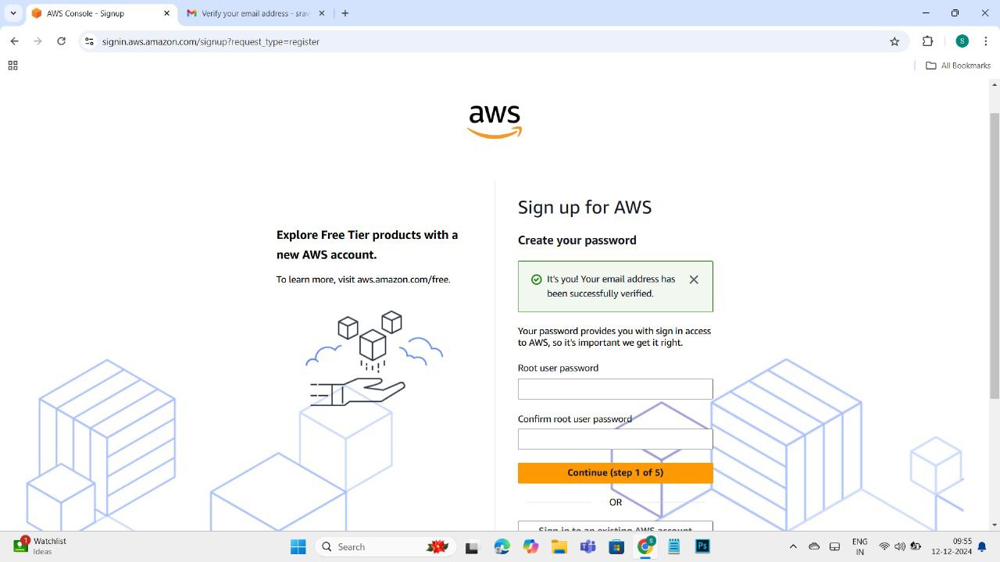 AWS Console - Signup
Verify your email address - srav
signin.aws.amazon.com/signup?request_type=register
S
All Bookmarks
aws
Explore Free Tier products with a
new AWS account.
To learn more, visit aws.amazon.com/free.
Sign up for AWS
Create your password
It's you! Your email address has
been successfully verified.
Your password provides you with sign in access
to AWS, so it's important we get it right.
Root user password
Confirm root user password
Continue (step 1 of 5)
OR
Sign in to an existing AWS account
1
Watchlist
Ideas
Search
S
Ps
ENG
IN
09:55
12-12-2024